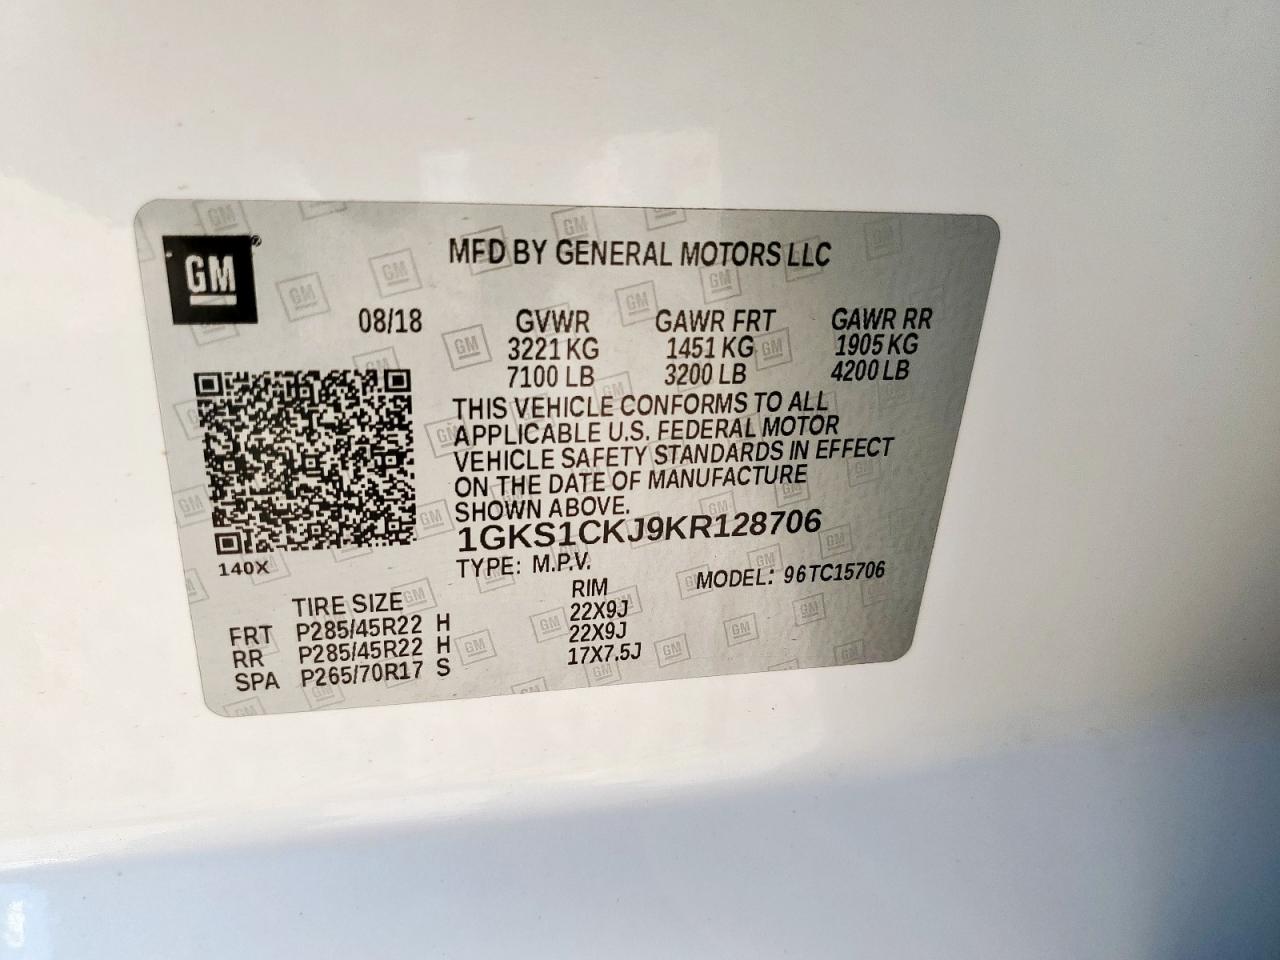 GM
MFD BY GENERAL MOTORS LLC
08/18 GVWR GAWR FRT GAWR RR
3221 KG 1451 KG 1905 KG
7100 LB 3200 LB 4200 LB
THIS VEHICLE CONFORMS TO ALL
APPLICABLE U.S. FEDERAL MOTOR
VEHICLE SAFETY STANDARDS IN EFFECT
ON THE DATE OF MANUFACTURE
SHOWN ABOVE.
1GKS1CKJ9KR128706
140X
TYPE: M.P.V. MODEL: 96TC15706
TIRE SIZE RIM
FRT P285/45R22 H 22X9J
RR P285/45R22 H 22X9J
SPA P265/70R17 S 17X7.5J